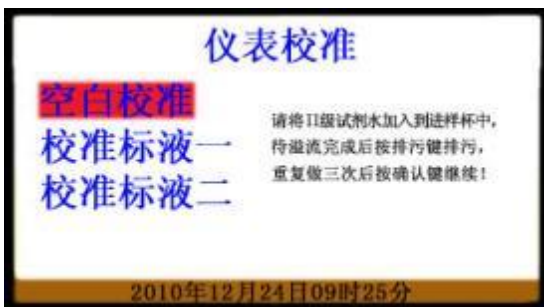 仪表校准
空白校准
校准标液一
校准标液二
请将II级试剂水加入到进样杯中，
待溢流完成后按排污键排污，
重复做三次后按确认键继续！
2010年12月24日09时25分